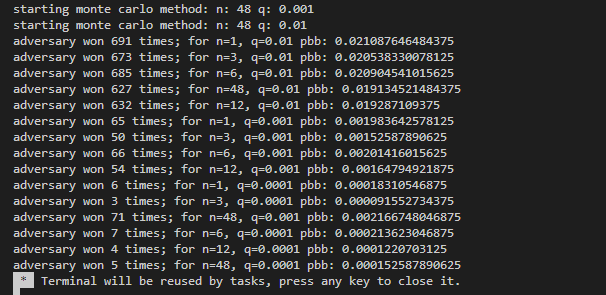 starting monte carlo method: n: 48 q: 0.001
starting monte carlo method: n: 48 q: 0.01
adversary won 691 times; for n=1, q=0.01 pbb: 0.021087646484375
adversary won 673 times; for n=3, q=0.01 pbb: 0.020538330078125
adversary won 685 times; for n=6, q=0.01 pbb: 0.020904541015625
adversary won 627 times; for n=48, q=0.01 pbb: 0.019134521484375
adversary won 632 times; for n=12, q=0.01 pbb: 0.019287109375
adversary won 65 times; for n=1, q=0.001 pbb: 0.001983642578125
adversary won 50 times; for n=3, q=0.001 pbb: 0.00152587890625
adversary won 66 times; for n=6, q=0.001 pbb: 0.00201416015625
adversary won 54 times; for n=12, q=0.001 pbb: 0.00164794921875
adversary won 6 times; for n=1, q=0.0001 pbb: 0.00018310546875
adversary won 3 times; for n=3, q=0.0001 pbb: 0.000091552734375
adversary won 71 times; for n=48, q=0.001 pbb: 0.002166748046875
adversary won 7 times; for n=6, q=0.0001 pbb: 0.000213623046875
adversary won 4 times; for n=12, q=0.0001 pbb: 0.0001220703125
adversary won 5 times; for n=48, q=0.0001 pbb: 0.000152587890625
* Terminal will be reused by tasks, press any key to close it.